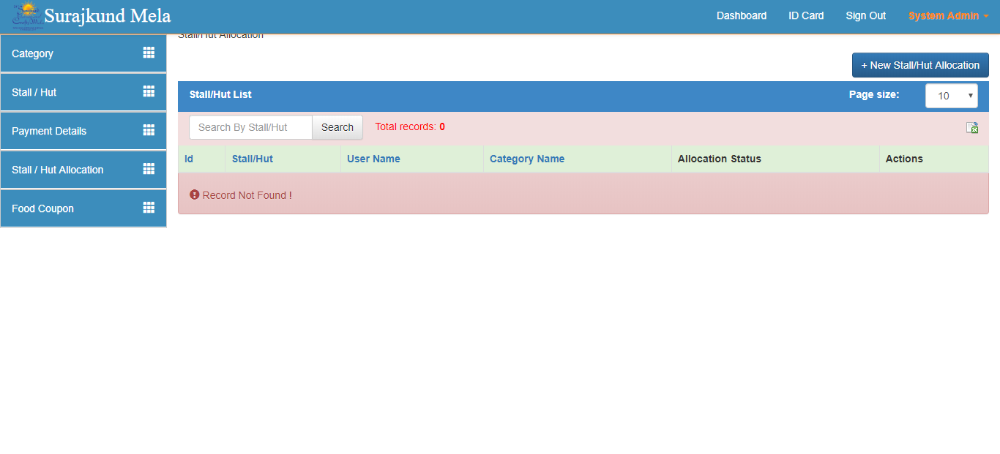 Surajkund Mela
Dashboard ID Card Sign Out System Admin
Stall/Hut Allocation
Category
Stall / Hut
Payment Details
Stall / Hut Allocation
Food Coupon
+ New Stall/Hut Allocation
Stall/Hut List Page size: 10
Search By Stall/Hut Search Total records: 0
Id Stall/Hut User Name Category Name Allocation Status Actions
Record Not Found !